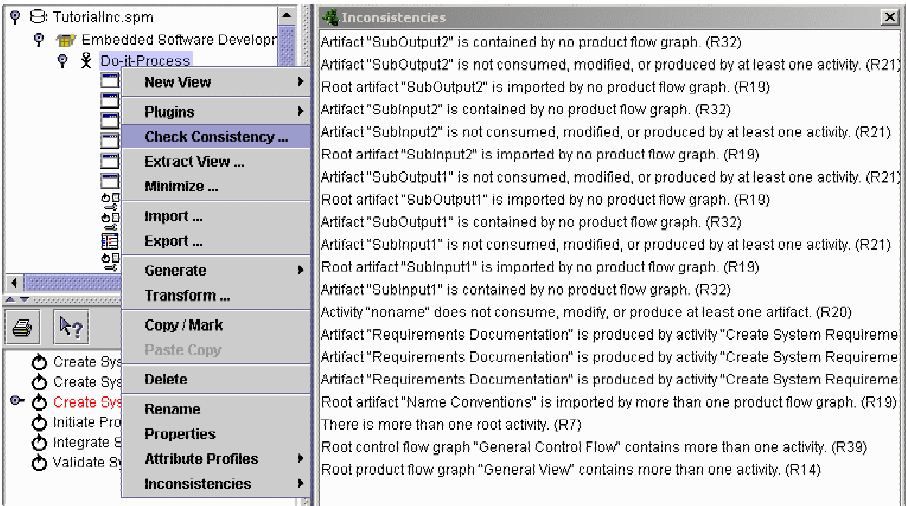 TutorialInc.spm
Embedded Software Developr
Do-it-Process
New View
Plugins
Check Consistency ...
Extract View ...
Minimize ...
Import ...
Export ...
Generate
Transform ...
Copy / Mark
Paste Copy
Delete
Rename
Properties
Attribute Profiles
Inconsistencies
Create Sys
Create Sys
Create Sys
Initiate Pro
Integrate S
Validate Sy
Inconsistencies
Artifact "SubOutput2" is contained by no product flow graph. (R32)
Artifact "SubOutput2" is not consumed, modified, or produced by at least one activity. (R21)
Root artifact "SubOutput2" is imported by no product flow graph. (R19)
Artifact "SubInput2" is contained by no product flow graph. (R32)
Artifact "SubInput2" is not consumed, modified, or produced by at least one activity. (R21)
Root artifact "SubInput2" is imported by no product flow graph. (R19)
Artifact "SubOutput1" is not consumed, modified, or produced by at least one activity. (R21)
Root artifact "SubOutput1" is imported by no product flow graph. (R19)
Artifact "SubOutput1" is contained by no product flow graph. (R32)
Artifact "SubInput1" is not consumed, modified, or produced by at least one activity. (R21)
Root artifact "SubInput1" is imported by no product flow graph. (R19)
Artifact "SubInput1" is contained by no product flow graph. (R32)
Activity "noname" does not consume, modify, or produce at least one artifact. (R20)
Artifact "Requirements Documentation" is produced by activity "Create System Requireme
Artifact "Requirements Documentation" is produced by activity "Create System Requireme
Artifact "Requirements Documentation" is produced by activity "Create System Requireme
Root artifact "Name Conventions" is imported by more than one product flow graph. (R19)
There is more than one root activity. (R7)
Root control flow graph "General Control Flow" contains more than one activity. (R39)
Root product flow graph "General View" contains more than one activity. (R14)